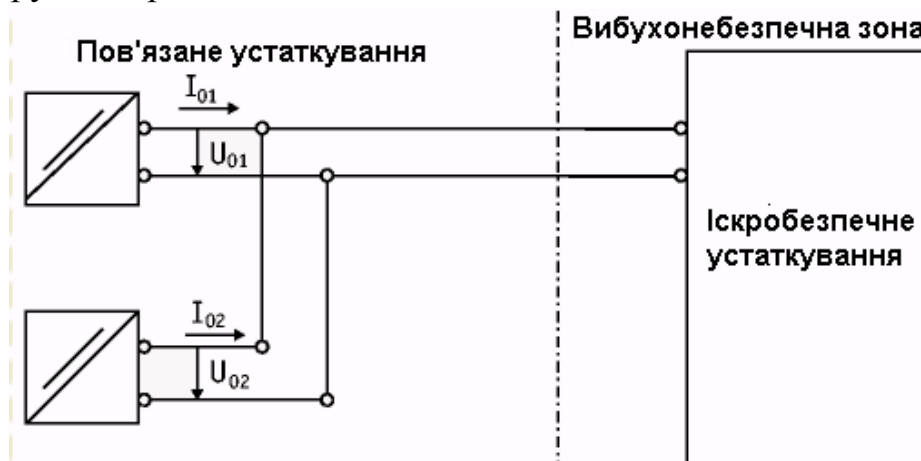 Вибухонебезпечна зона
Пов'язане устаткування
I01
U01
Іскробезпечне
устаткування
I02
U02